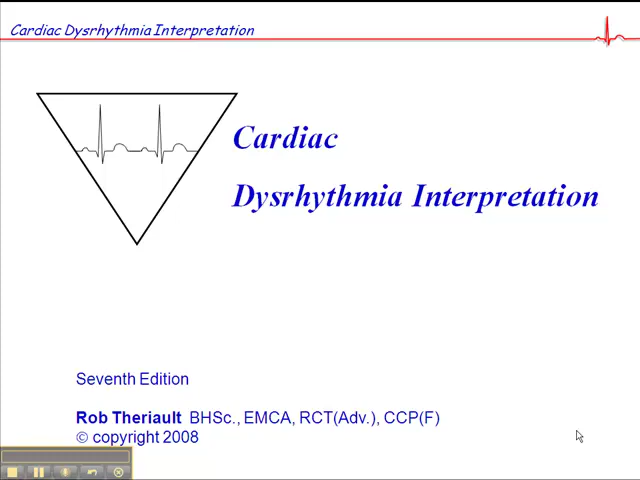 Cardiac Dysrhythmia Interpretation
Cardiac
Dysrhythmia Interpretation
Seventh Edition
Rob Theriault BHSc., EMCA, RCT(Adv.), CCP(F)
© copyright 2008